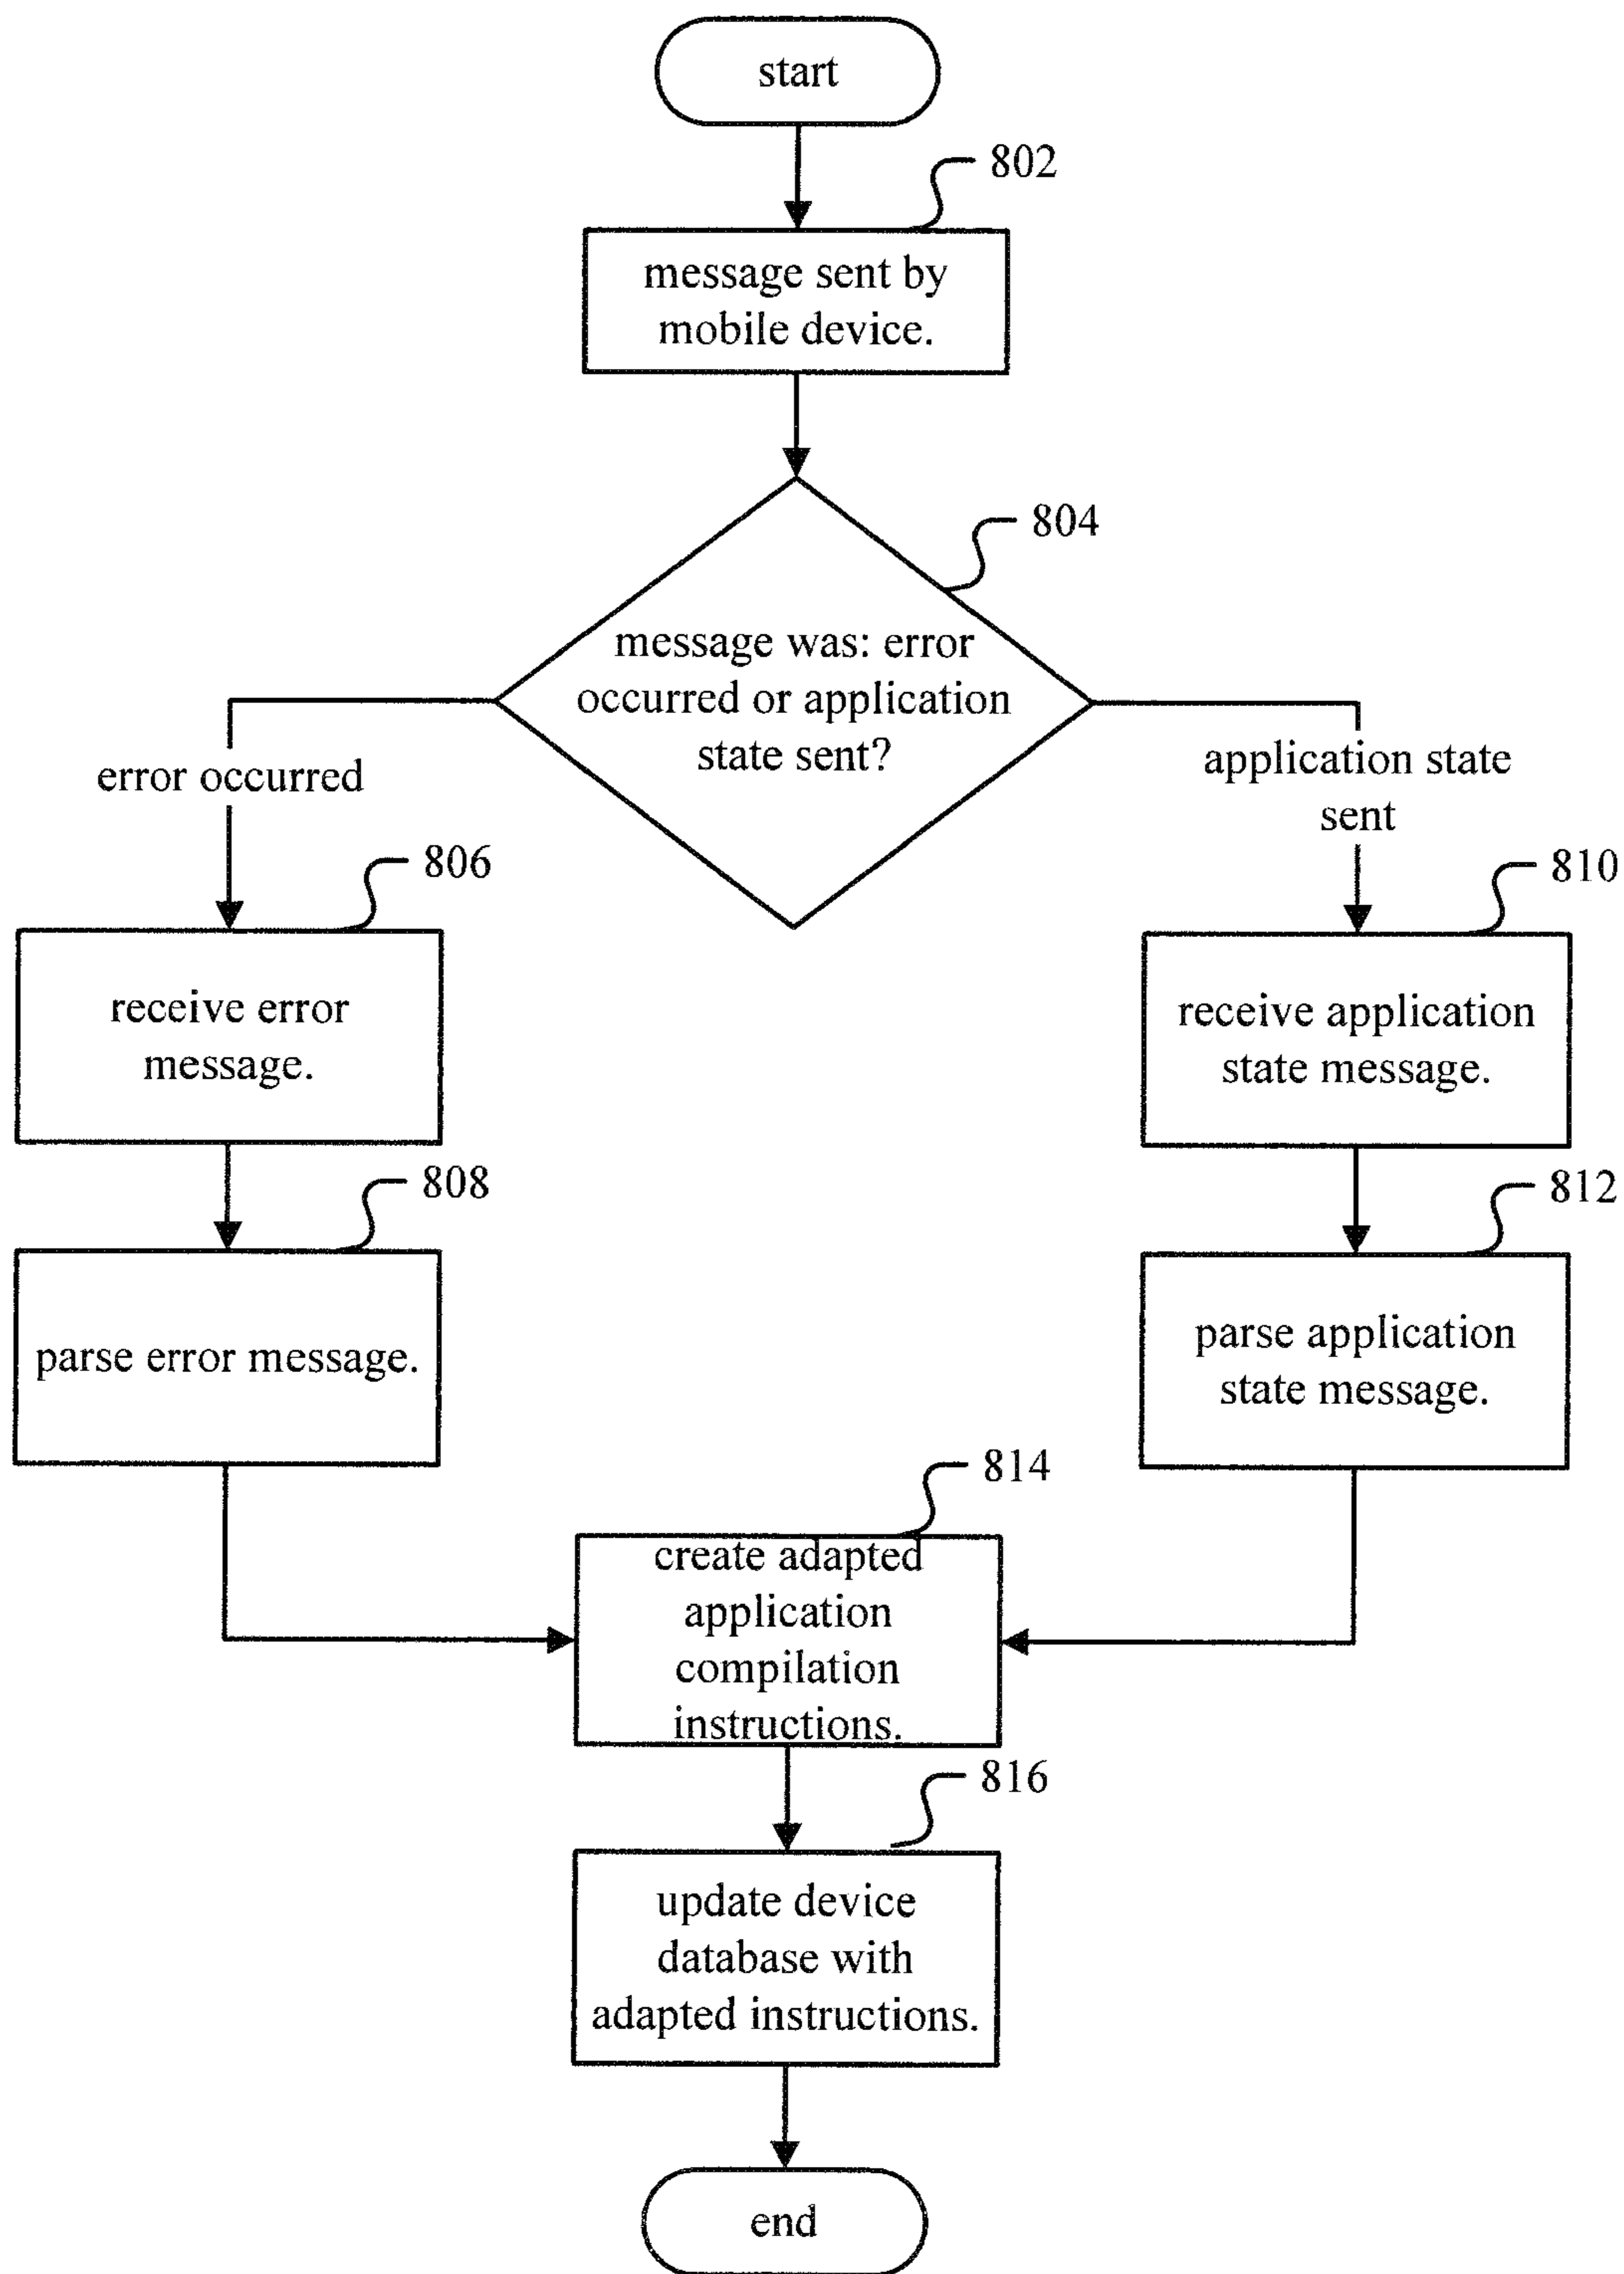 start
802
message sent by
mobile device.
804
message was: error
occurred or application
state sent?
error occurred
application state
sent
806
receive error
message.
810
receive application
state message.
808
parse error message.
812
parse application
state message.
814
create adapted
application
compilation
instructions.
816
update device
database with
adapted instructions.
end